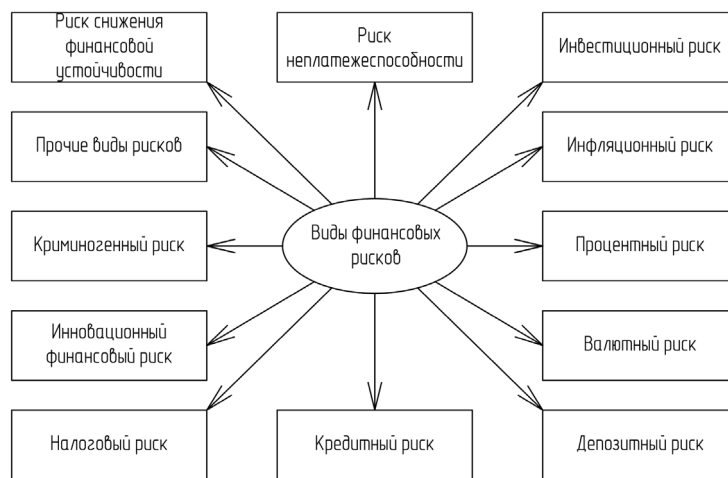 Риск снижения
финансовой
устойчивости
Риск
неплатежеспособности
Инвестиционный риск
Прочие виды рисков
Инфляционный риск
Криминогенный риск
Виды финансовых
рисков
Процентный риск
Инновационный
финансовый риск
Валютный риск
Налоговый риск
Кредитный риск
Депозитный риск